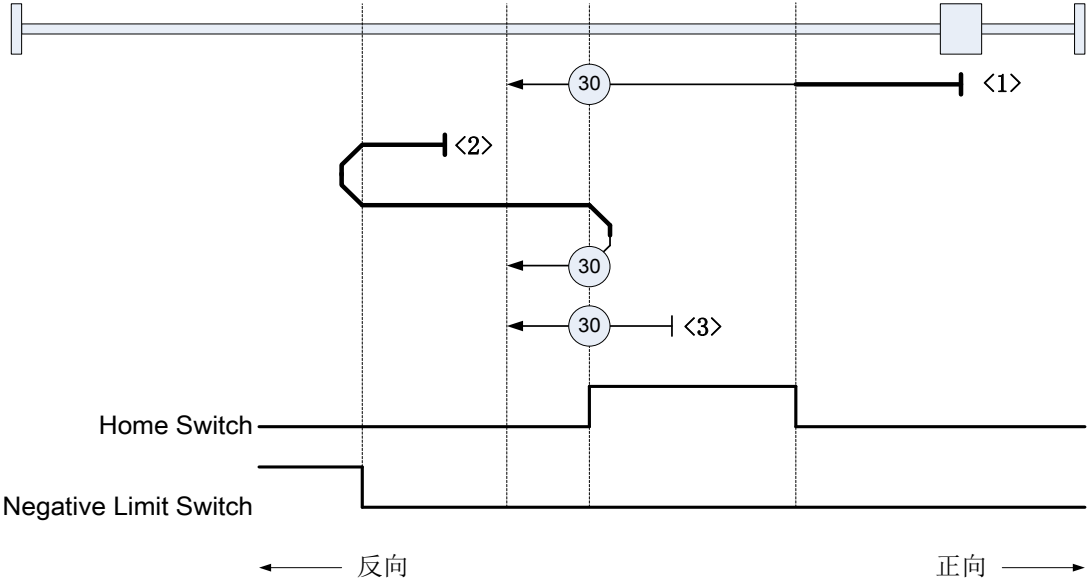 30
<1>
<2>
30
30
<3>
Home Switch
Negative Limit Switch
反向
正向